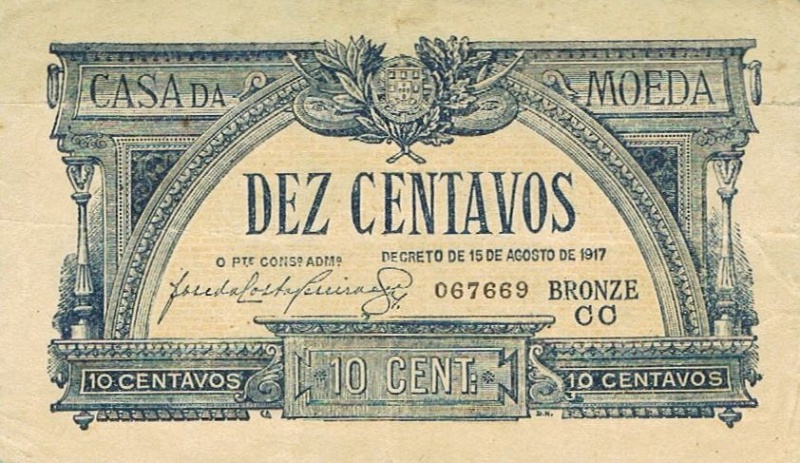 CASA DA MOEDA
DEZ CENTAVOS
O PTE CONSO ADMO
DECRETO DE 15 DE AGOSTO DE 1917
067669 BRONZE
CC
10 CENTAVOS
10 CENT:
10 CENTAVOS